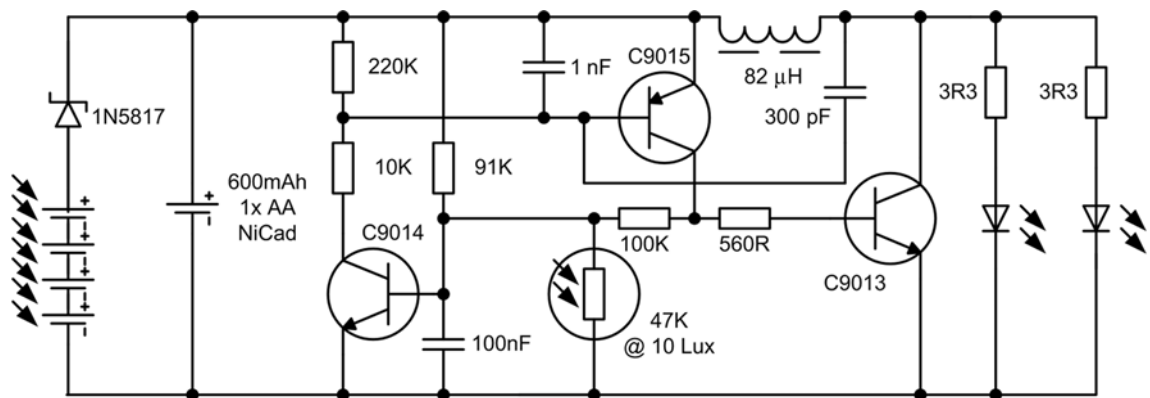 1N5817
600mAh
1x AA
NiCad
220K
10K
91K
C9014
100nF
1 nF
C9015
82 μH
300 pF
100K
560R
47K
@ 10 Lux
C9013
3R3
3R3